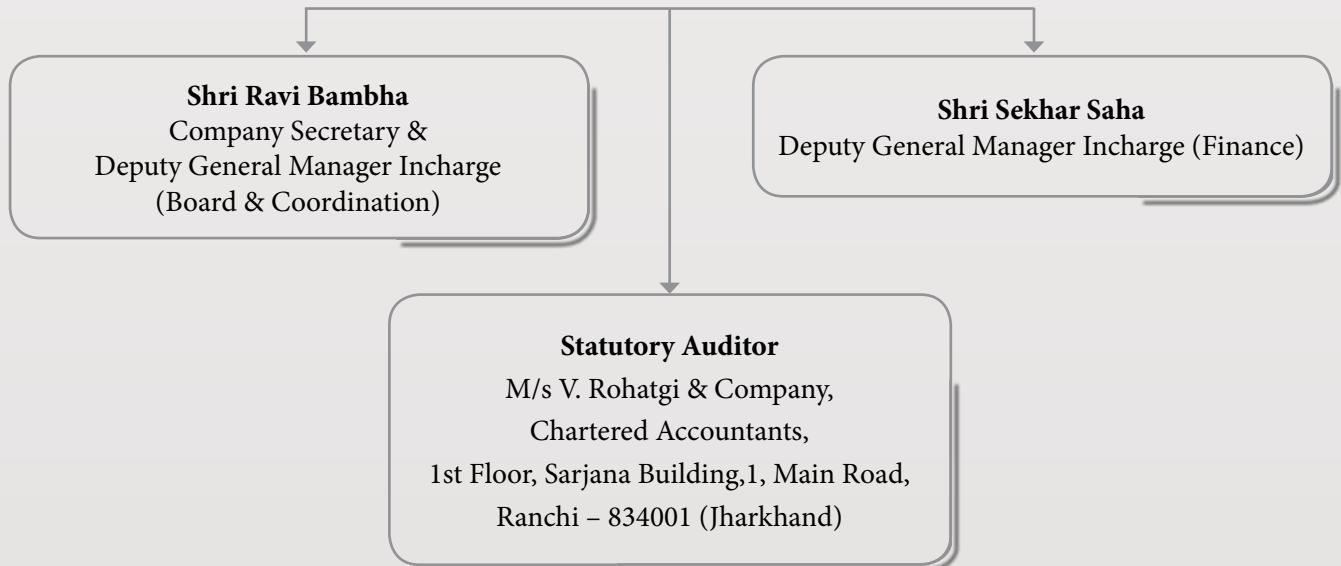 Shri Ravi Bambha
Company Secretary &
Deputy General Manager Incharge
(Board & Coordination)
Shri Sekhar Saha
Deputy General Manager Incharge (Finance)
Statutory Auditor
M/s V. Rohatgi & Company,
Chartered Accountants,
1st Floor, Sarjana Building,1, Main Road,
Ranchi – 834001 (Jharkhand)